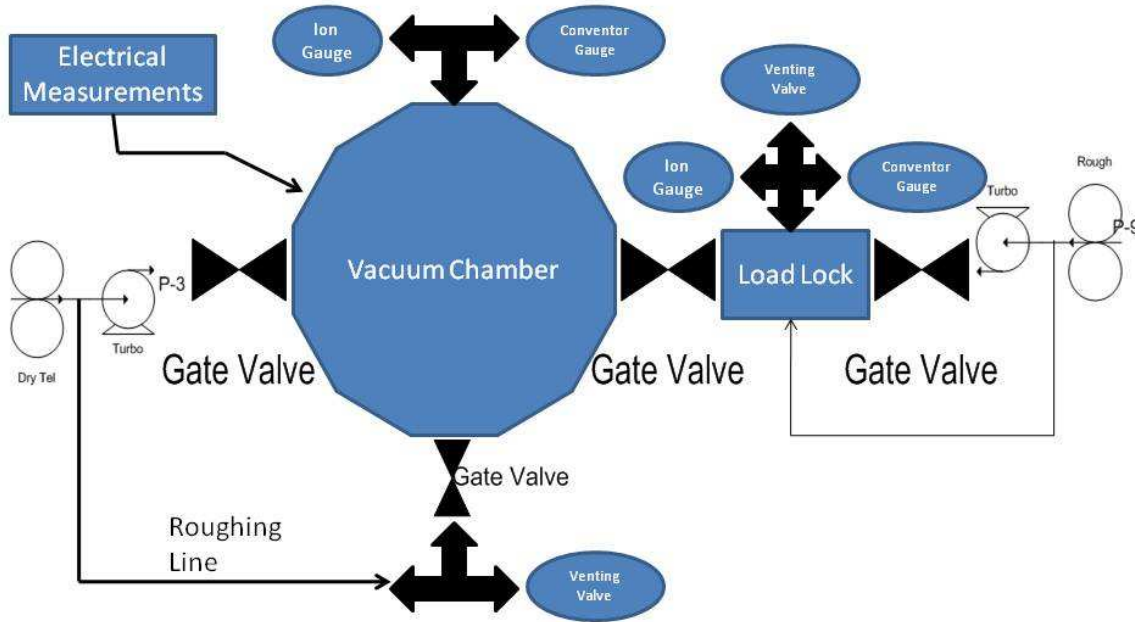 Ion
Gauge
Conventor
Gauge
Electrical
Measurements
Venting
Valve
Ion
Gauge
Conventor
Gauge
Rough
Turbo
P-9
Vacuum Chamber
Load Lock
P-3
Turbo
Dry Tel
Gate Valve
Gate Valve
Gate Valve
Gate Valve
Roughing
Line
Venting
Valve